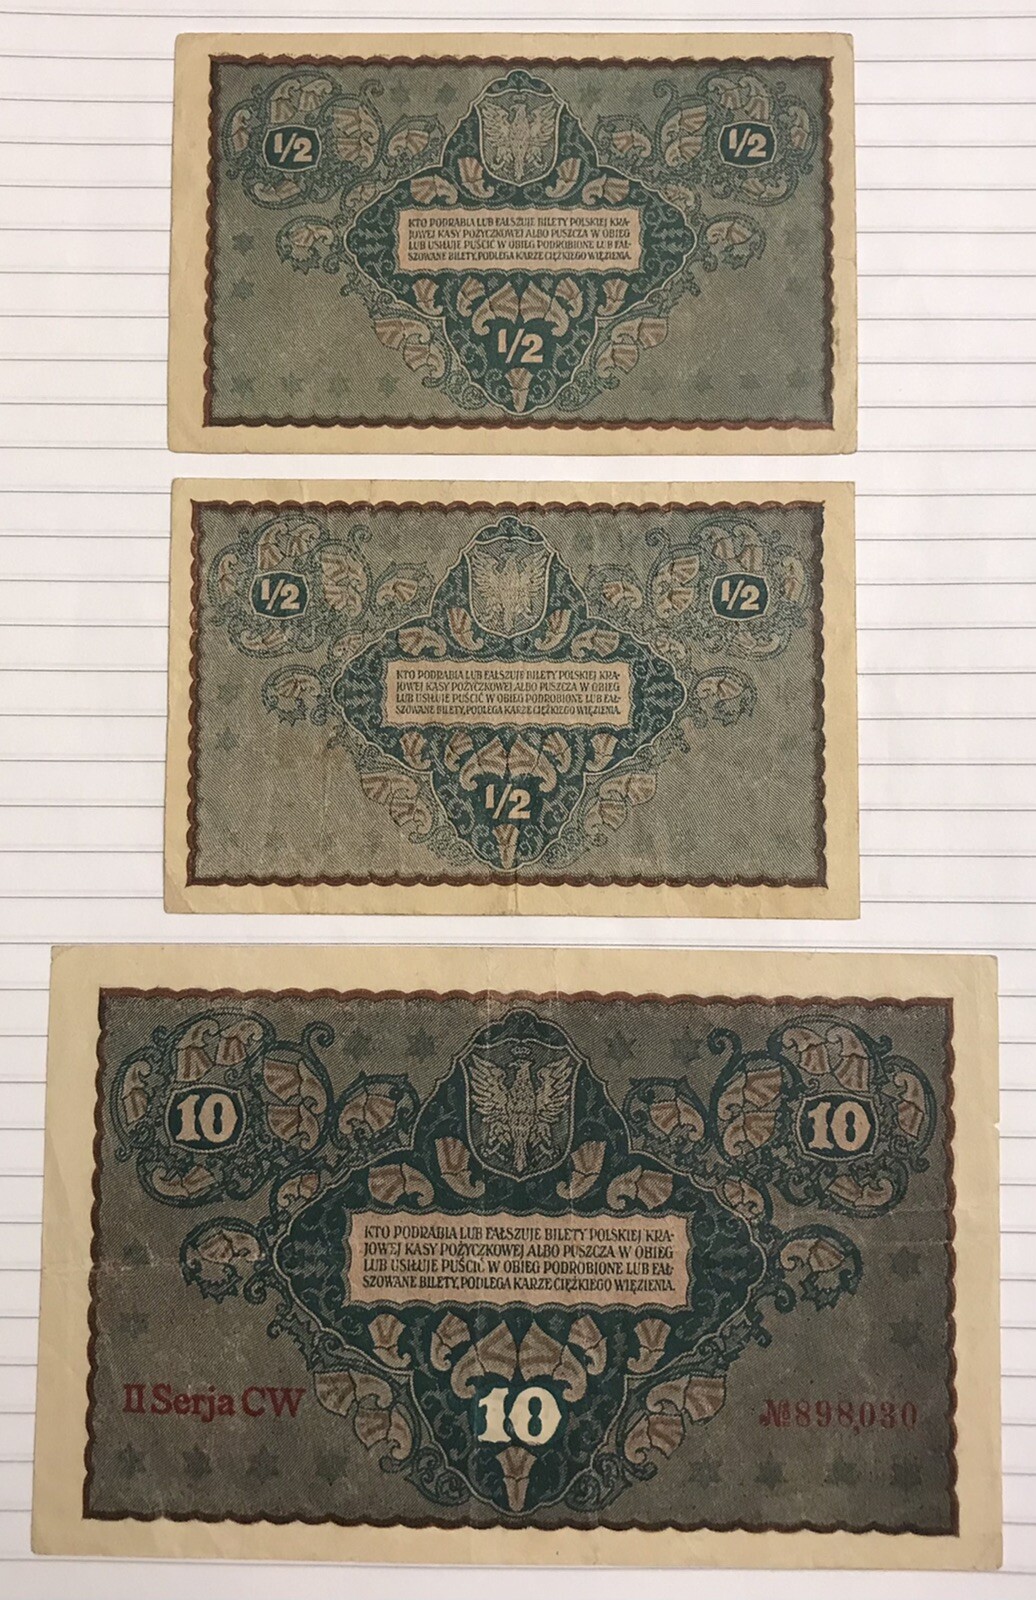 1/2
1/2
KTO PODRABIA LUB FAŁSZUJE BILETY POLSKIEJ KRA-
JOWEJ KASY POŻYCZKOWEJ ALBO PUSZCZA W OBIEG
LUB USIŁUJE PUŚCIĆ W OBIEG PODROBIONE LUB FAŁ-
SZOWANE BILETY, PODLEGA KARZE CIĘŻKIEGO WIĘZIENIA.
1/2
1/2
1/2
KTO PODRABIA LUB FAŁSZUJE BILETY POLSKIEJ KRA-
JOWEJ KASY POŻYCZKOWEJ ALBO PUSZCZA W OBIEG
LUB USIŁUJE PUŚCIĆ W OBIEG PODROBIONE LUB FAŁ-
SZOWANE BILETY, PODLEGA KARZE CIĘŻKIEGO WIĘZIENIA.
1/2
10
10
KTO PODRABIA LUB FAŁSZUJE BILETY POLSKIEJ KRA-
JOWEJ KASY POŻYCZKOWEJ ALBO PUSZCZA W OBIEG
LUB USIŁUJE PUŚCIĆ W OBIEG PODROBIONE LUB FAŁ-
SZOWANE BILETY, PODLEGA KARZE CIĘŻKIEGO WIĘZIENIA.
II Serja CW
№ 898,030
10